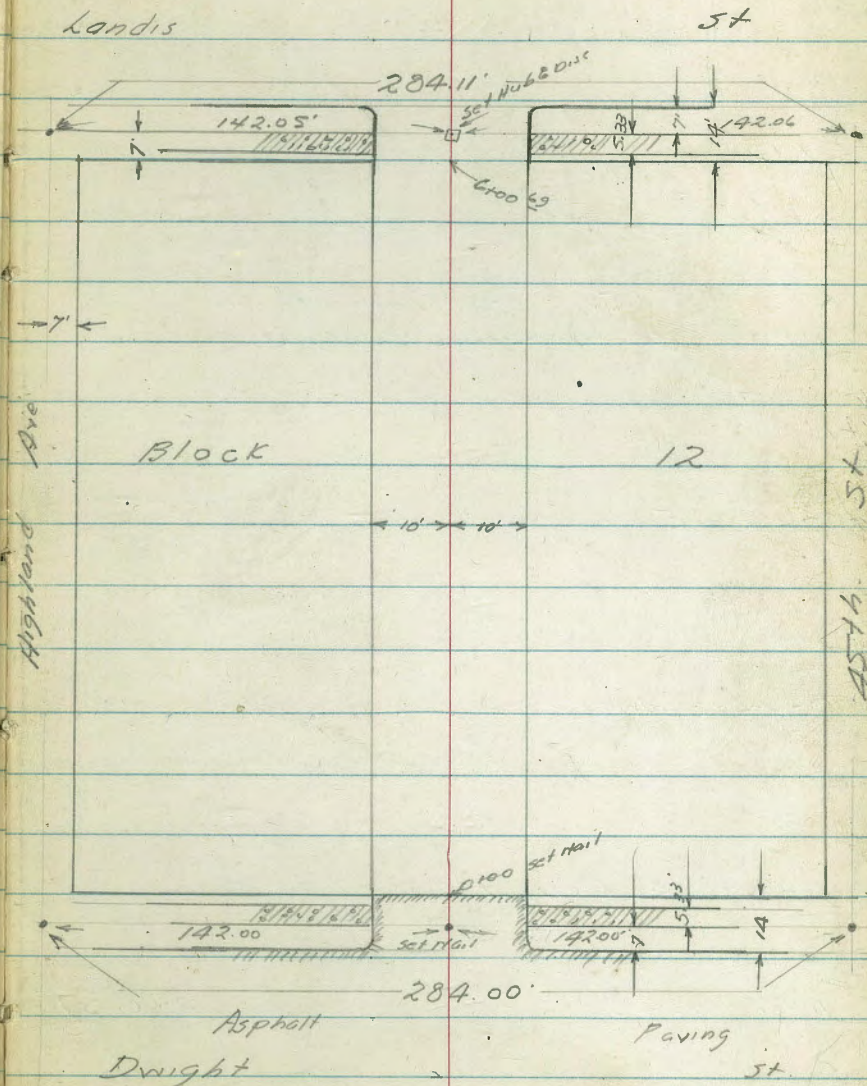 Landis St
284.11'
Set Hub & Disc
142.05'
7'
5.33
7'
14'
142.06
6+00
7'
Highland Ave
Block 12
10' 10'
45th St
0+00 set Nail
142.00
set Nail
142.00'
7
5.33'
14
284.00'
Asphalt Paving
Dwight St